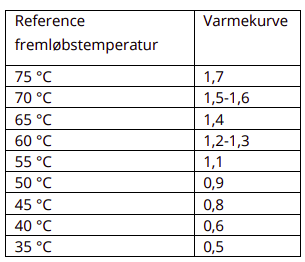 Reference Varmekurve
fremløbstemperatur
75 °C 1,7
70 °C 1,5-1,6
65 °C 1,4
60 °C 1,2-1,3
55 °C 1,1
50 °C 0,9
45 °C 0,8
40 °C 0,6
35 °C 0,5